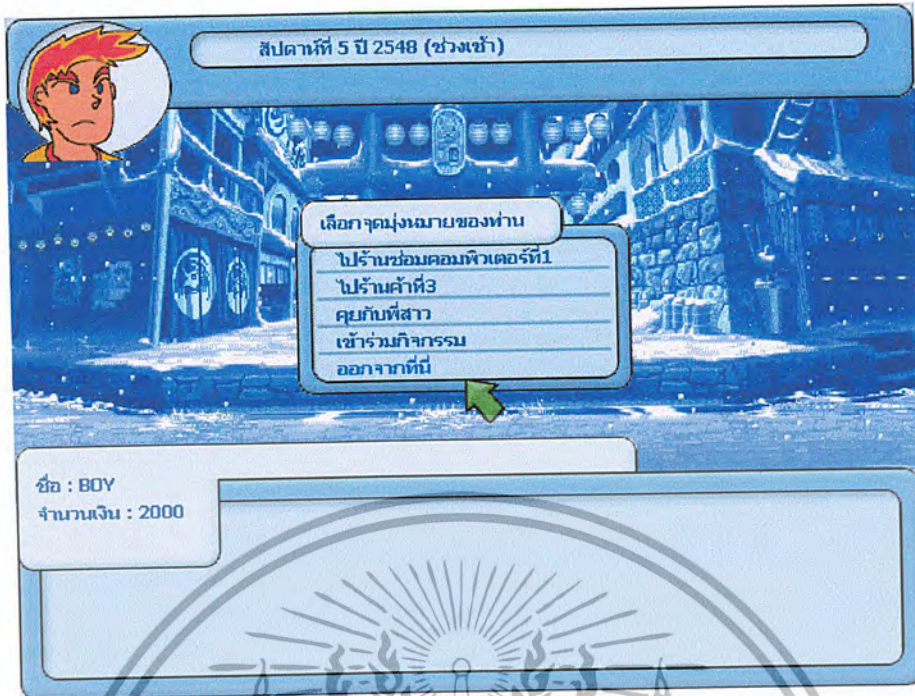 สัปดาห์ที่ 5 ปี 2548 (ช่วงเช้า)
เลือกจุดมุ่งหมายของท่าน
ไปร้านซ่อมคอมพิวเตอร์ที่1
ไปร้านค้าที่3
คุยกับพี่สาว
เข้าร่วมกิจกรรม
ออกจากที่นี่
ชื่อ : BOY
จำนวนเงิน : 2000